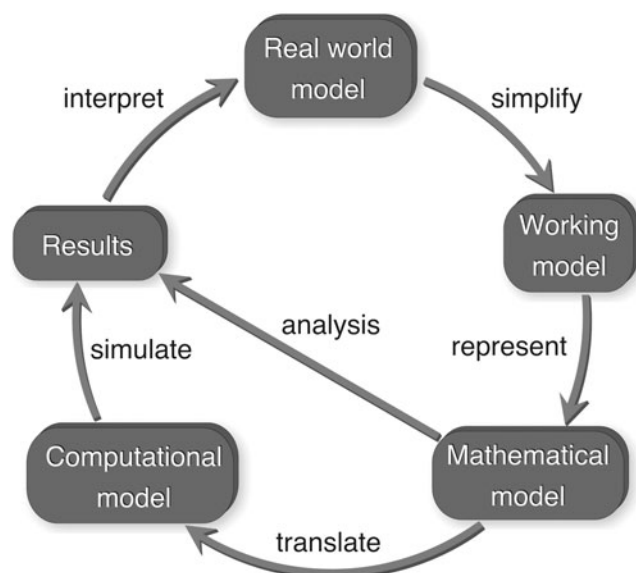 Real world
model
interpret
simplify
Results
Working
model
analysis
simulate
represent
Computational
model
Mathematical
model
translate